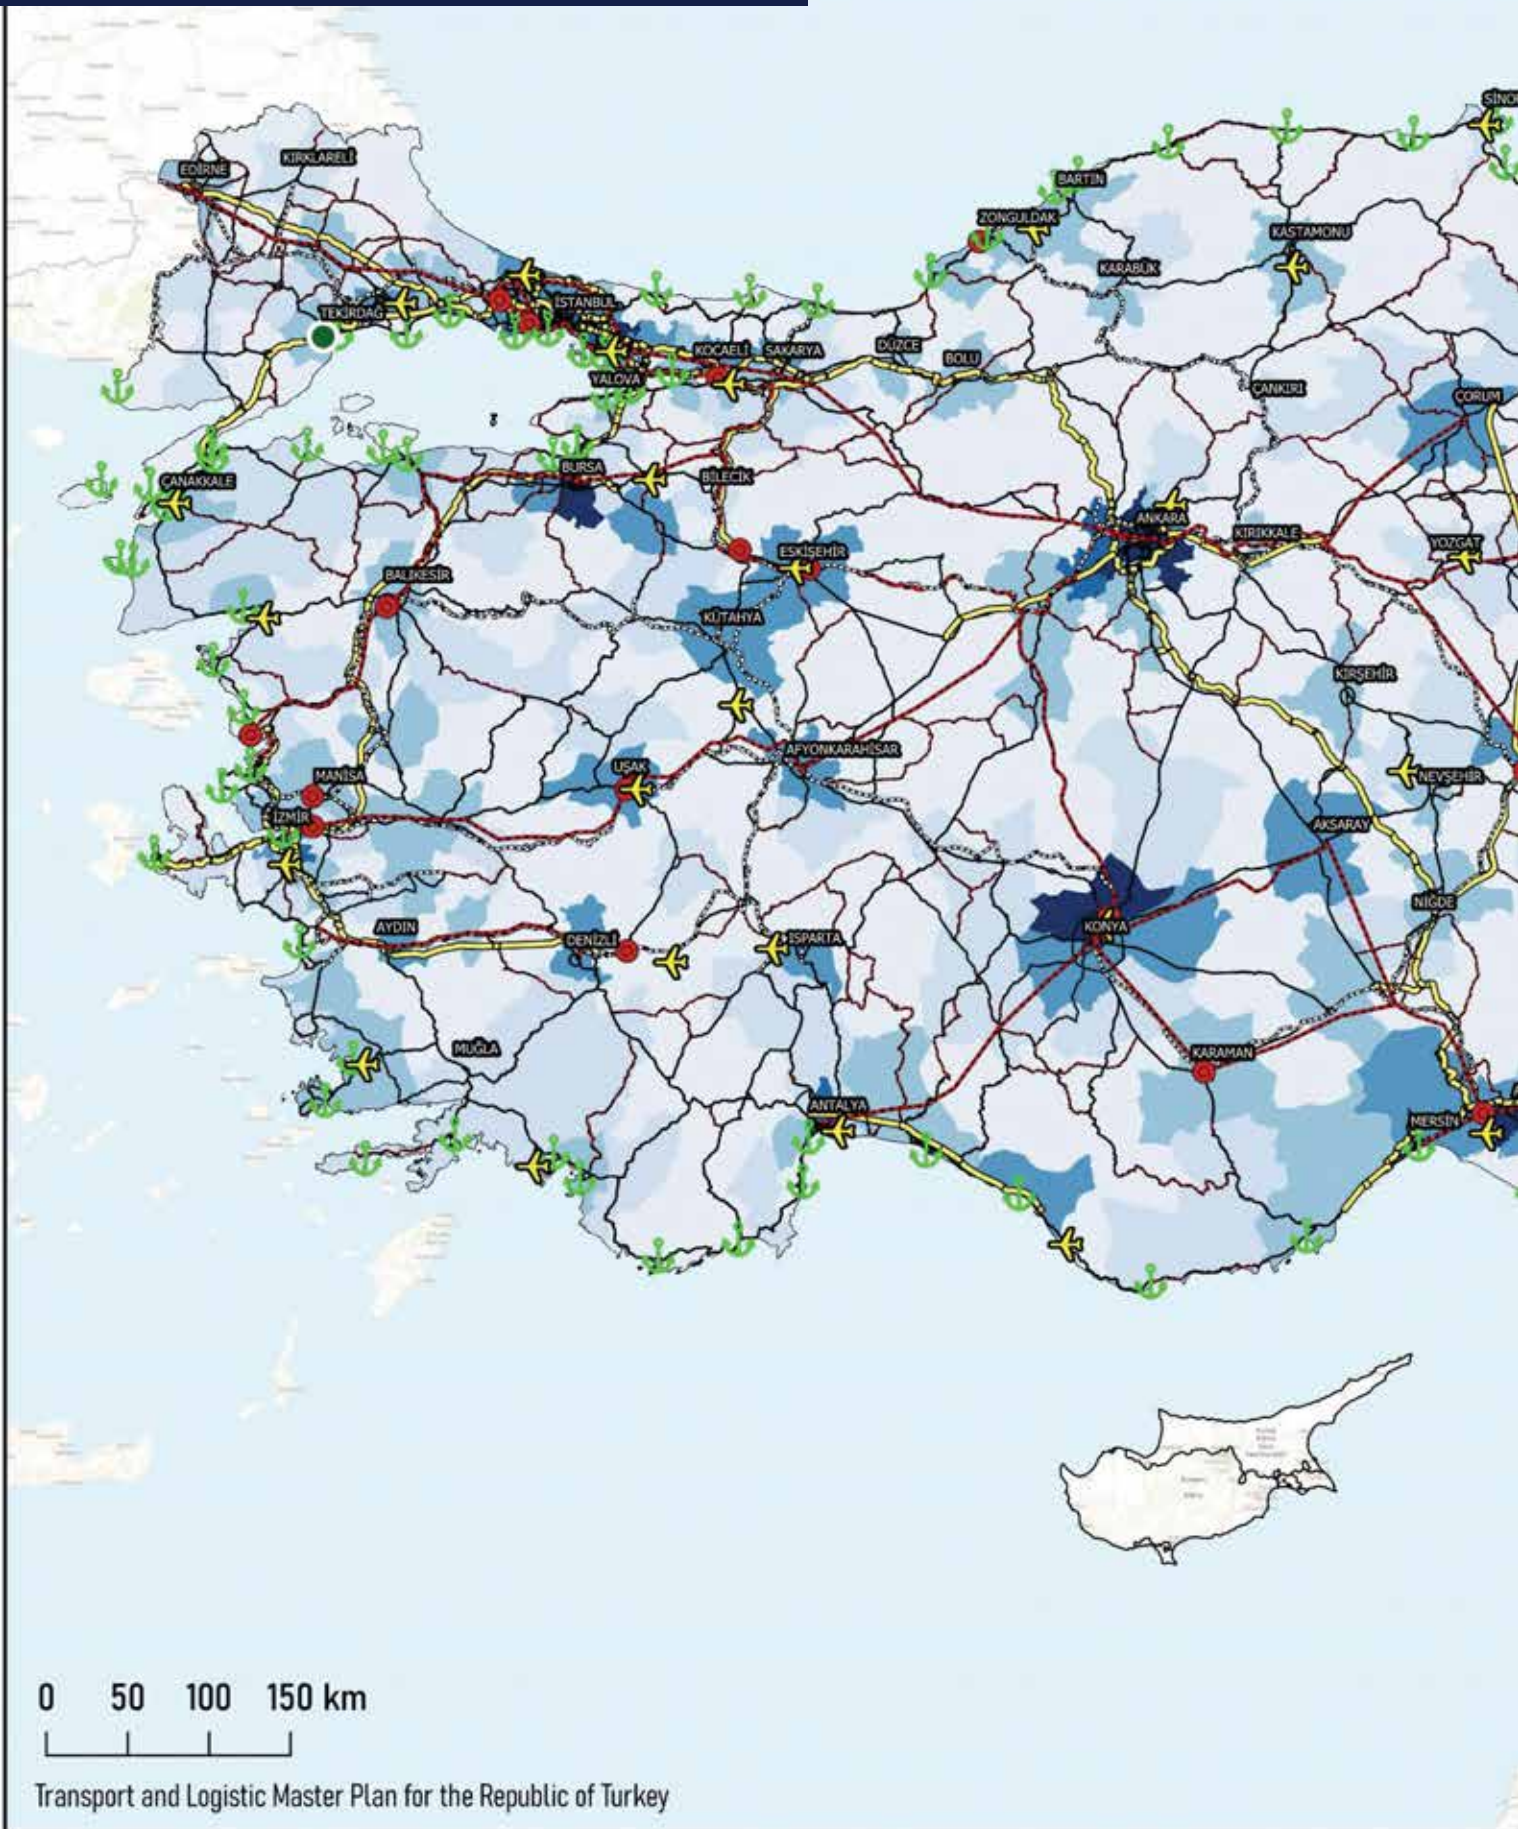 SİNO
EDİRNE
KIRKLARELİ
BARTIN
ZONGULDAK
KASTAMONU
KARABÜK
TEKİRDAĞ
İSTANBUL
KOCAELİ
SAKARYA
DÜZCE
BOLU
YALOVA
ÇANKIRI
ÇORUM
ÇANAKKALE
BURSA
BİLECİK
ANKARA
KIRIKKALE
YOZGAT
ESKİŞEHİR
BALIKESİR
KÜTAHYA
KIRŞEHİR
AFYONKARAHİSAR
UŞAK
MANİSA
NEVŞEHİR
İZMİR
AKSARAY
NİĞDE
AYDIN
DENİZLİ
ISPARTA
KONYA
MUĞLA
KARAMAN
ANTALYA
MERSİN
0 50 100 150 km
Transport and Logistic Master Plan for the Republic of Turkey